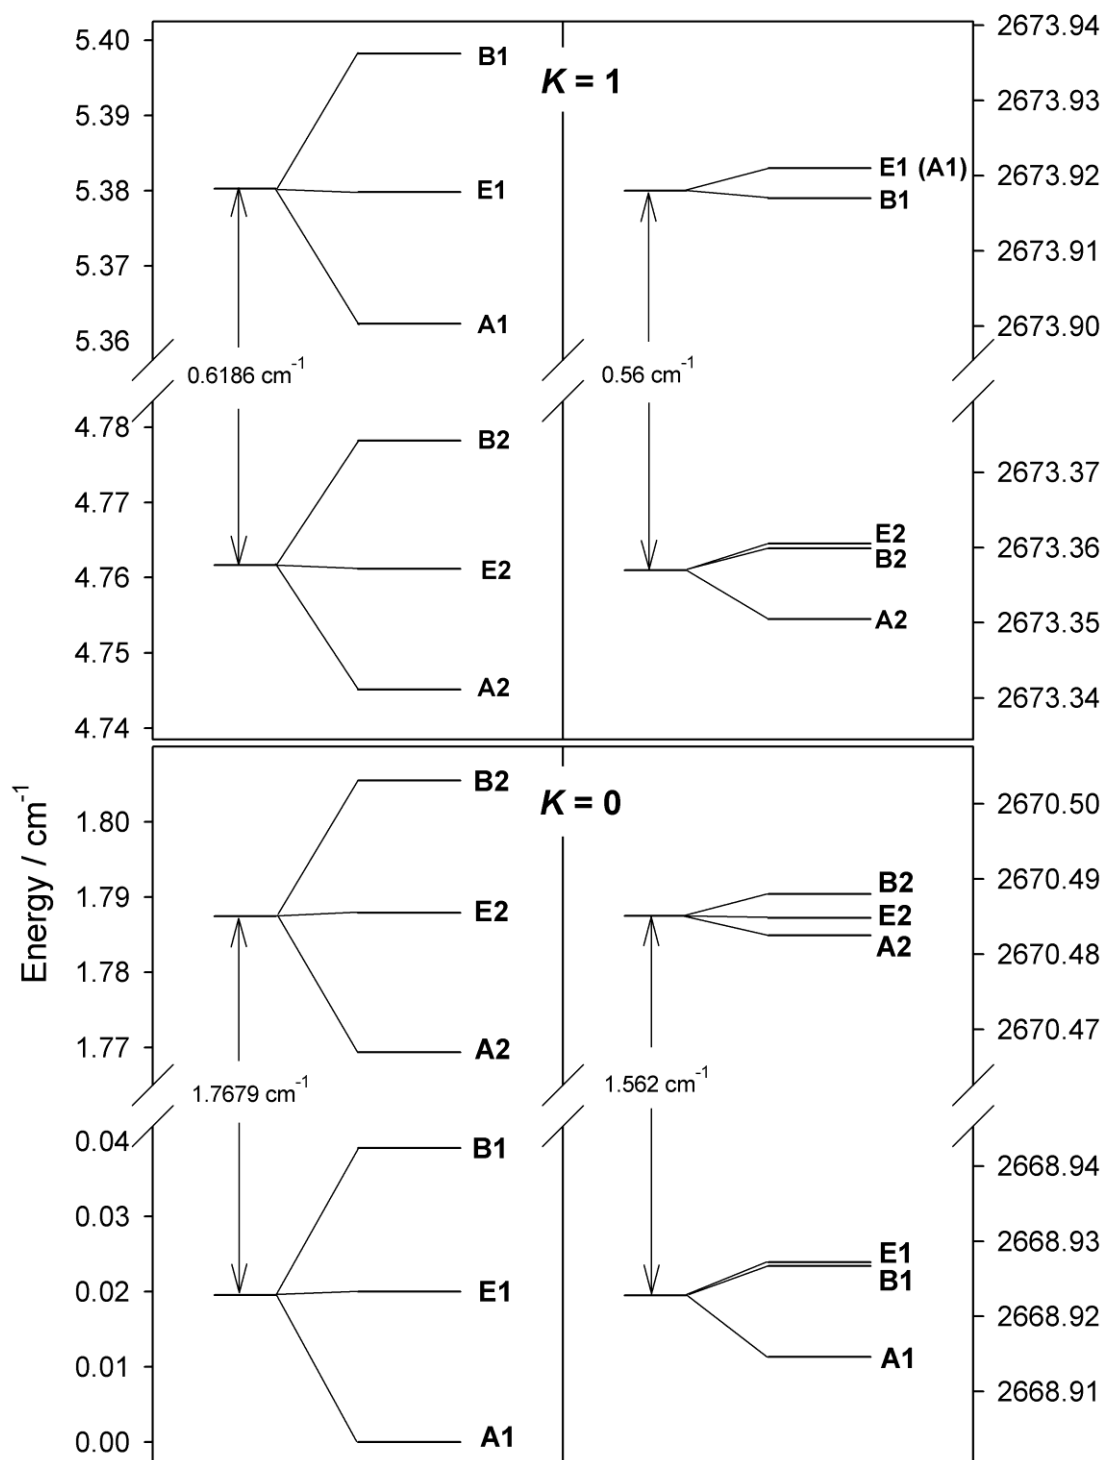 5.40
5.39
5.38
5.37
5.36
B1
E1
A1
K = 1
E1 (A1)
B1
2673.94
2673.93
2673.92
2673.91
2673.90
0.6186 cm⁻¹
0.56 cm⁻¹
4.78
4.77
4.76
4.75
4.74
B2
E2
A2
E2
B2
A2
2673.37
2673.36
2673.35
2673.34
Energy / cm⁻¹
1.80
1.79
1.78
1.77
B2
E2
A2
K = 0
B2
E2
A2
2670.50
2670.49
2670.48
2670.47
1.7679 cm⁻¹
1.562 cm⁻¹
0.04
0.03
0.02
0.01
0.00
B1
E1
A1
E1
B1
A1
2668.94
2668.93
2668.92
2668.91